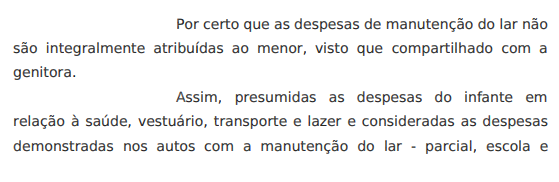 Por certo que as despesas de manutenção do lar não
são integralmente atribuídas ao menor, visto que compartilhado com a
genitora.
Assim, presumidas as despesas do infante em
relação à saúde, vestuário, transporte e lazer e consideradas as despesas
demonstradas nos autos com a manutenção do lar - parcial, escola e